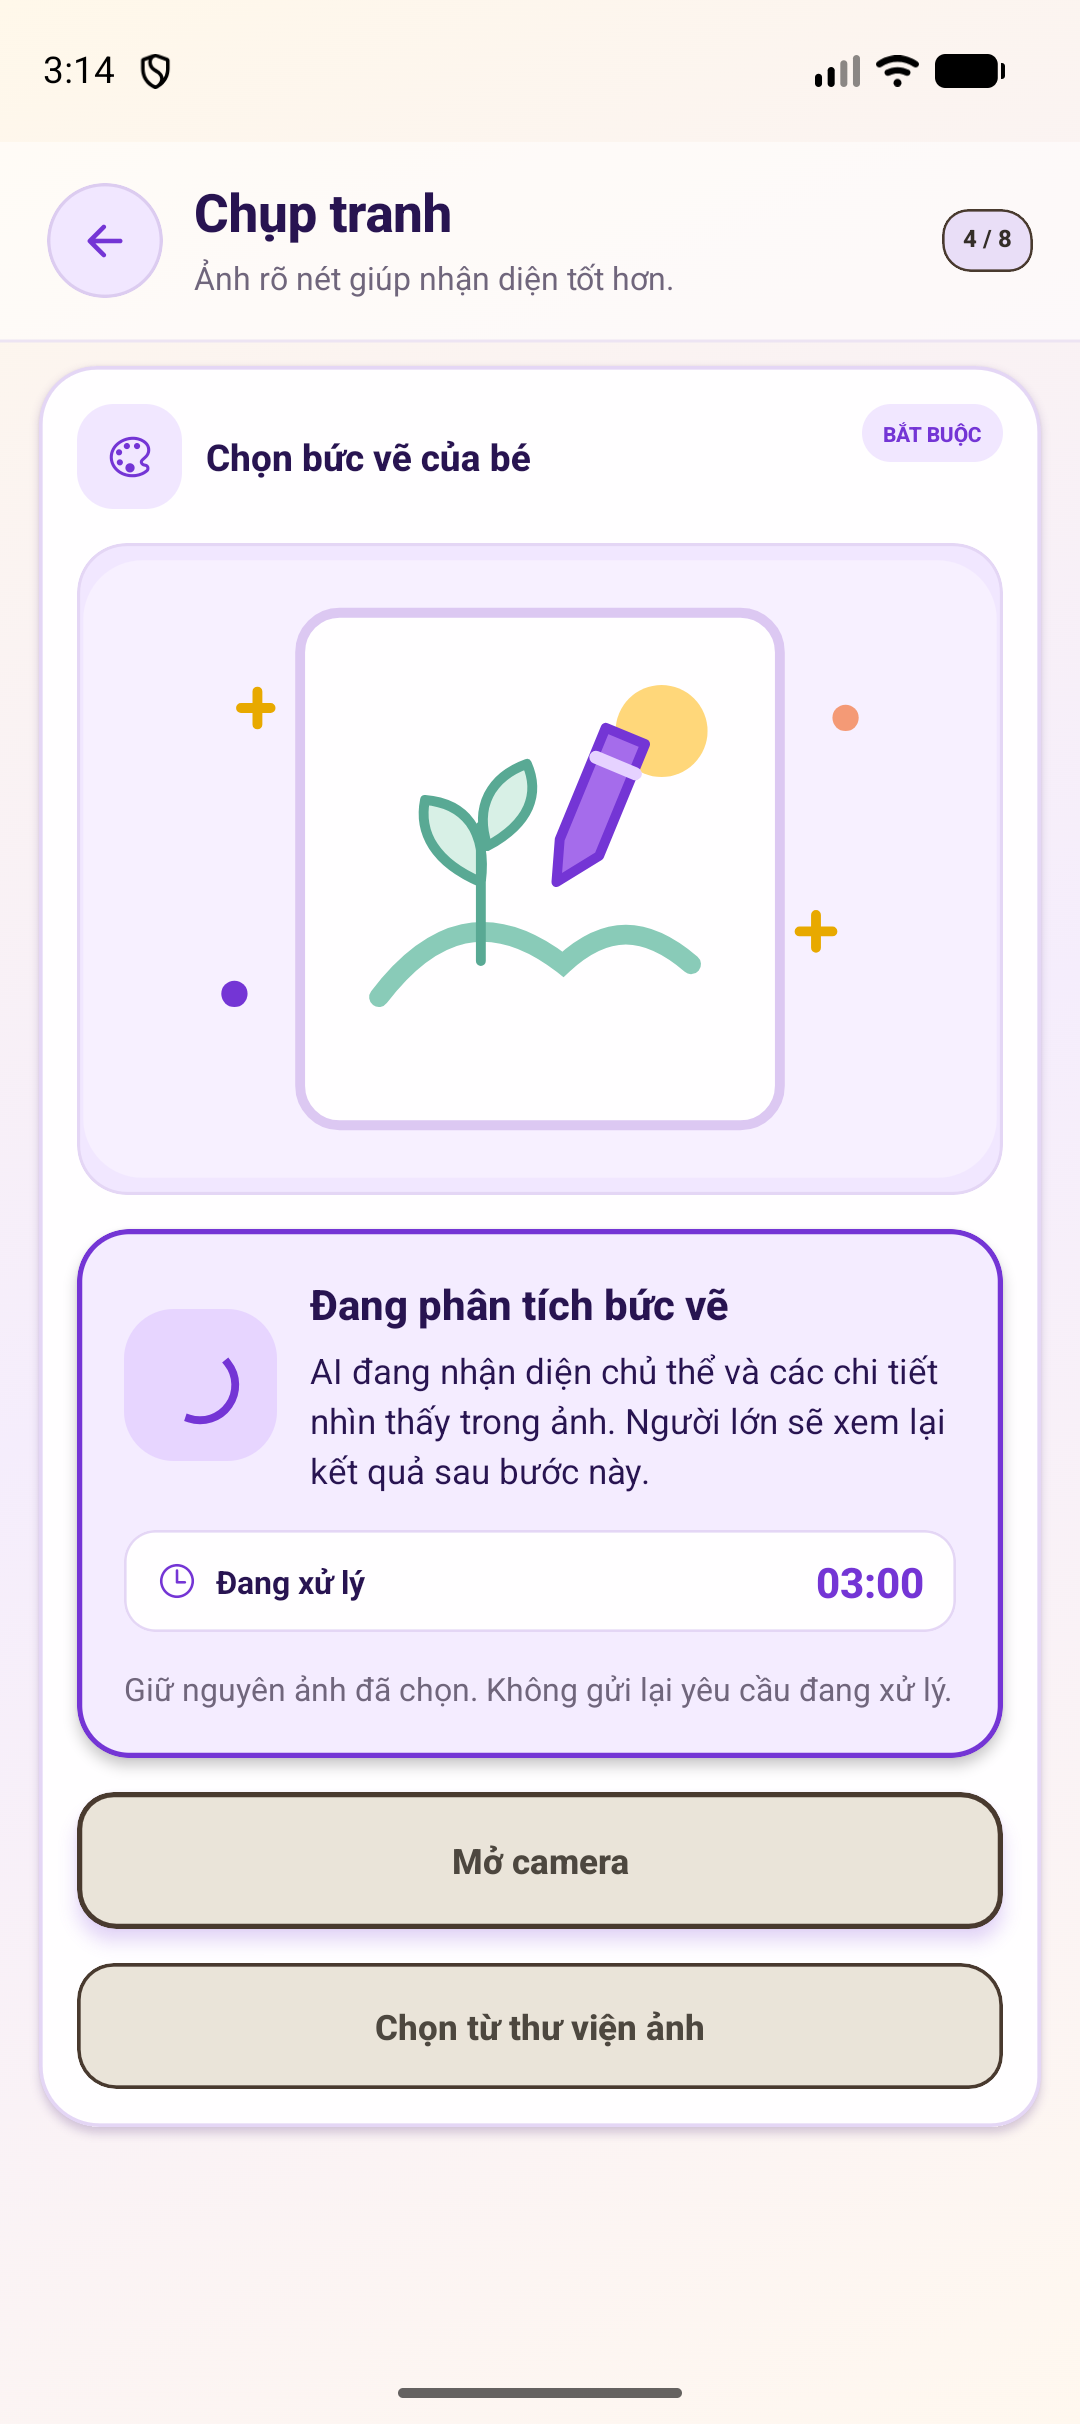 3:14
Chụp tranh
Ảnh rõ nét giúp nhận diện tốt hơn.
4 / 8
Chọn bức vẽ của bé
BẮT BUỘC
Đang phân tích bức vẽ
AI đang nhận diện chủ thể và các chi tiết
nhìn thấy trong ảnh. Người lớn sẽ xem lại
kết quả sau bước này.
Đang xử lý
03:00
Giữ nguyên ảnh đã chọn. Không gửi lại yêu cầu đang xử lý.
Mở camera
Chọn từ thư viện ảnh